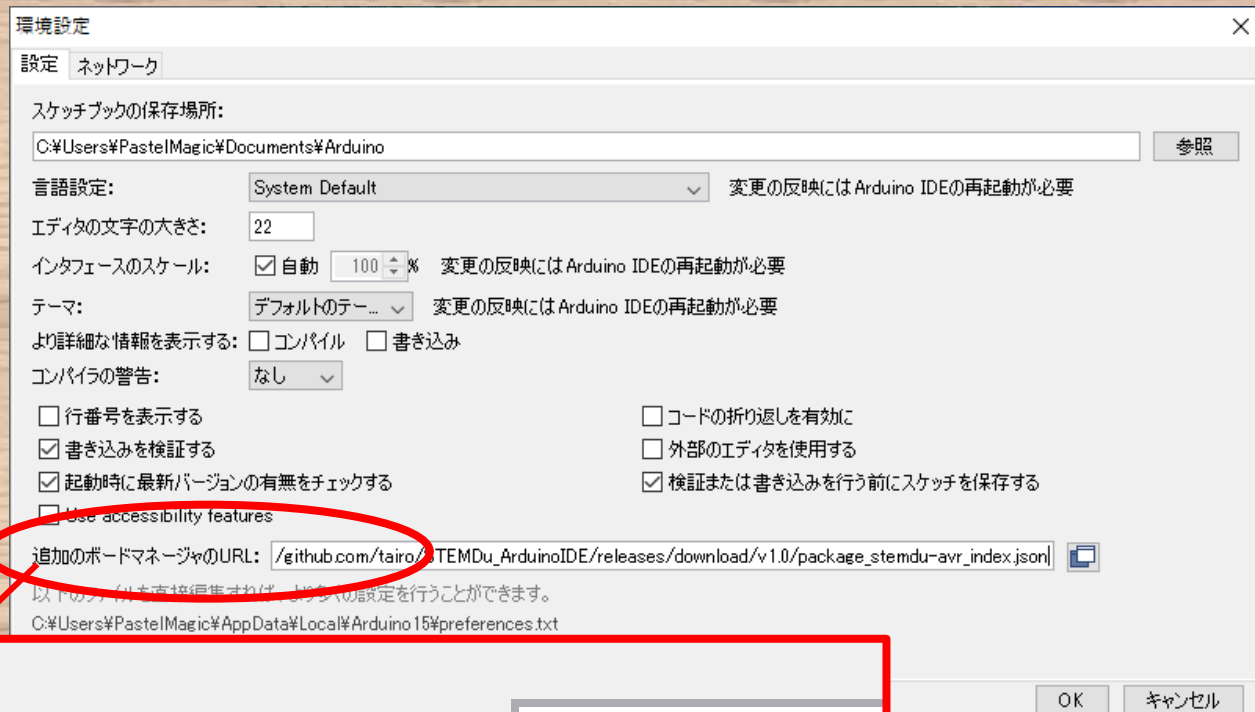 環境設定
設定 ネットワーク
スケッチブックの保存場所:
C:¥Users¥PastelMagic¥Documents¥Arduino 参照
言語設定: System Default 変更の反映にはArduino IDEの再起動が必要
エディタの文字の大きさ: 22
インタフェースのスケール: 自動 100 % 変更の反映にはArduino IDEの再起動が必要
テーマ: デフォルトのテー... 変更の反映にはArduino IDEの再起動が必要
より詳細な情報を表示する: コンパイル 書き込み
コンパイラの警告: なし
行番号を表示する コードの折り返しを有効に
書き込みを検証する 外部のエディタを使用する
起動時に最新バージョンの有無をチェックする 検証または書き込みを行う前にスケッチを保存する
Use accessibility features
追加のボードマネージャのURL: /github.com/tairo/STEMDu_ArduinoIDE/releases/download/v1.0/package_stemdu-avr_index.json
以下のファイルを直接編集すれば、より多くの設定を行うことができます。
C:¥Users¥PastelMagic¥AppData¥Local¥Arduino15¥preferences.txt
OK キャンセル